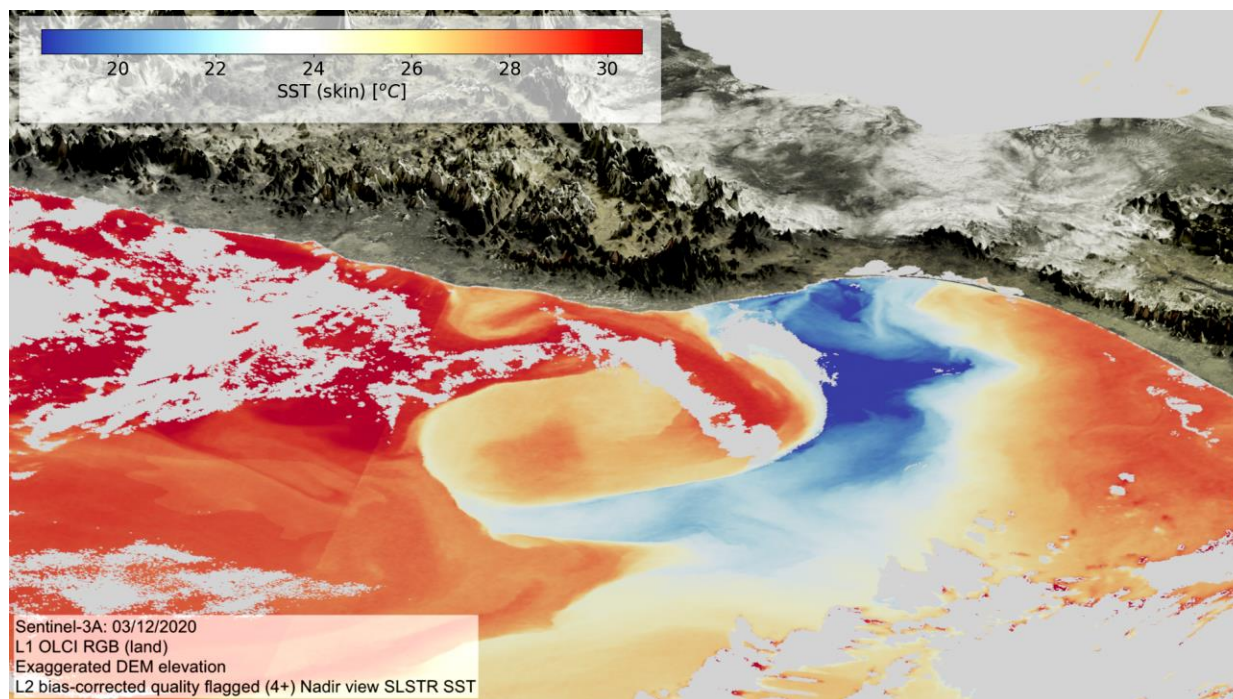 20 22 24 26 28 30
SST (skin) [°C]
Sentinel-3A: 03/12/2020
L1 OLCI RGB (land)
Exaggerated DEM elevation
L2 bias-corrected quality flagged (4+) Nadir view SLSTR SST